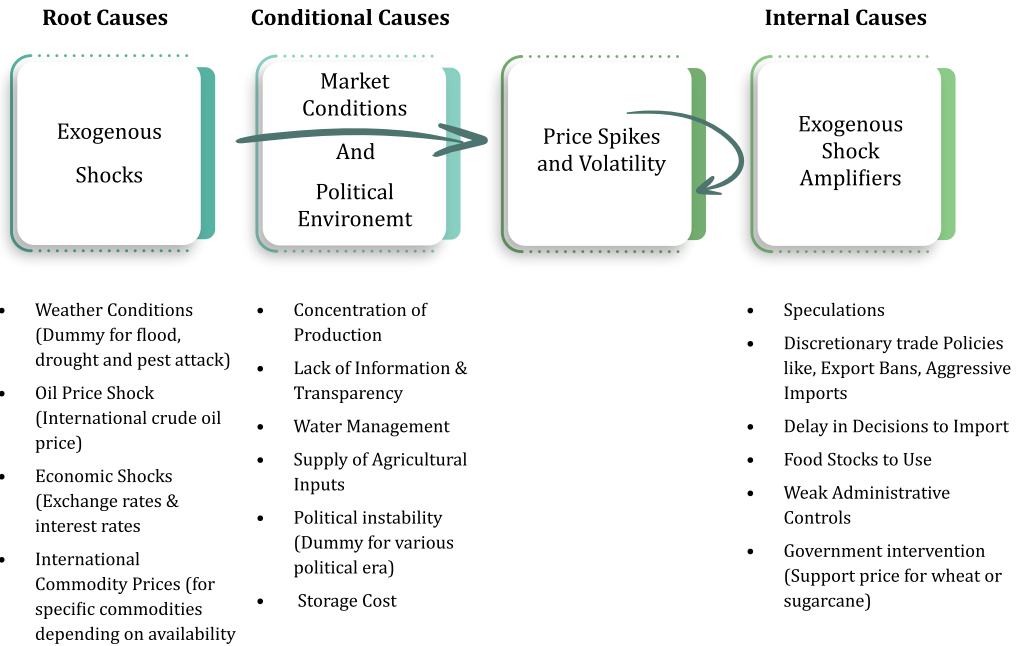 Root Causes
Conditional Causes
Internal Causes
Exogenous
Shocks
Market
Conditions
And
Political
Environemt
Price Spikes
and Volatility
Exogenous
Shock
Amplifiers
• Weather Conditions
(Dummy for flood,
drought and pest attack)
• Oil Price Shock
(International crude oil
price)
• Economic Shocks
(Exchange rates &
interest rates
• International
Commodity Prices (for
specific commodities
depending on availability
• Concentration of
Production
• Lack of Information &
Transparency
• Water Management
• Supply of Agricultural
Inputs
• Political instability
(Dummy for various
political era)
• Storage Cost
• Speculations
• Discretionary trade Policies
like, Export Bans, Aggressive
Imports
• Delay in Decisions to Import
• Food Stocks to Use
• Weak Administrative
Controls
• Government intervention
(Support price for wheat or
sugarcane)